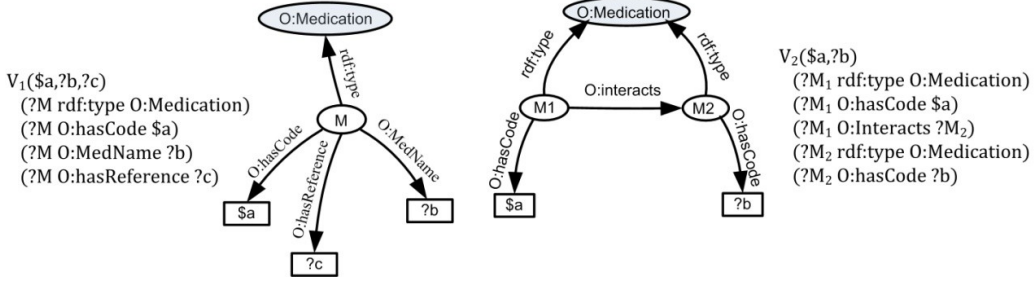 V₁($a,?b,?c)
(?M rdf:type O:Medication)
(?M O:hasCode $a)
(?M O:MedName ?b)
(?M O:hasReference ?c)
O:Medication
rdf:type
M
O:hasCode
O:hasReference
O:MedName
$a
?b
?c
O:Medication
rdf:type
rdf:type
M1
O:interacts
M2
O:hasCode
O:hasCode
$a
?b
V₂($a,?b)
(?M₁ rdf:type O:Medication)
(?M₁ O:hasCode $a)
(?M₁ O:Interacts ?M₂)
(?M₂ rdf:type O:Medication)
(?M₂ O:hasCode ?b)